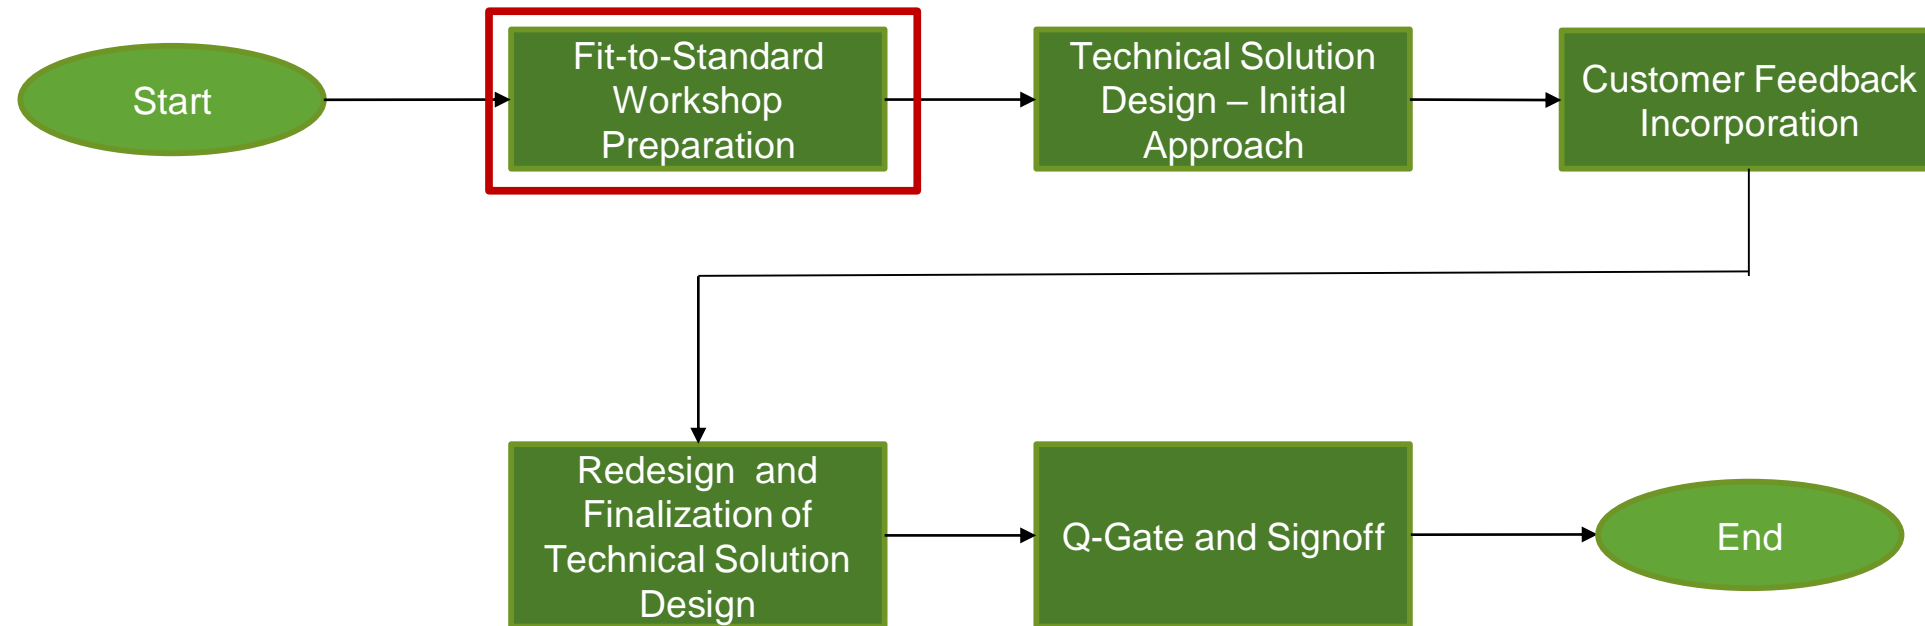 Start
Fit-to-Standard
Workshop
Preparation
Technical Solution
Design – Initial
Approach
Customer Feedback
Incorporation
Redesign  and
Finalization of
Technical Solution
Design
Q-Gate and Signoff
End